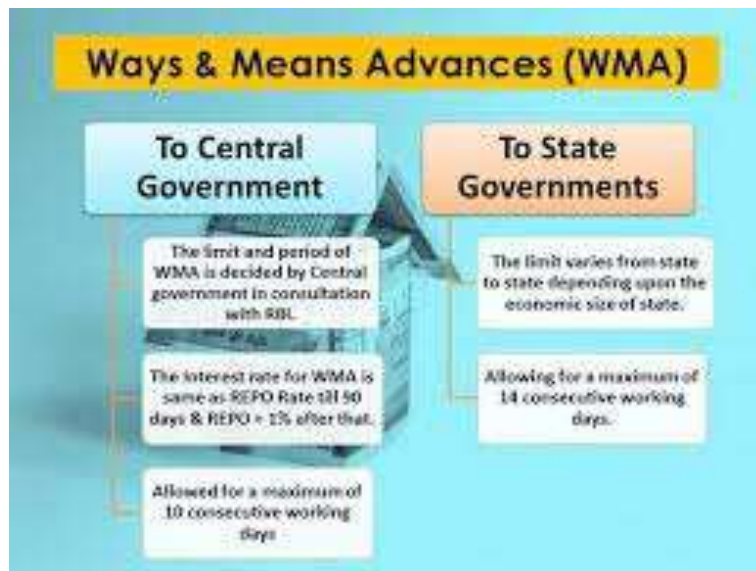 Ways & Means Advances (WMA)
To Central
Government
The limit and period of
WMA is decided by Central
government in consultation
with RBI.
The interest rate for WMA is
same as REPO Rate till 90
days & REPO + 1% after that.
Allowed for a maximum of
10 consecutive working
days
To State
Governments
The limit varies from state
to state depending upon the
economic size of state.
Allowing for a maximum of
14 consecutive working
days.